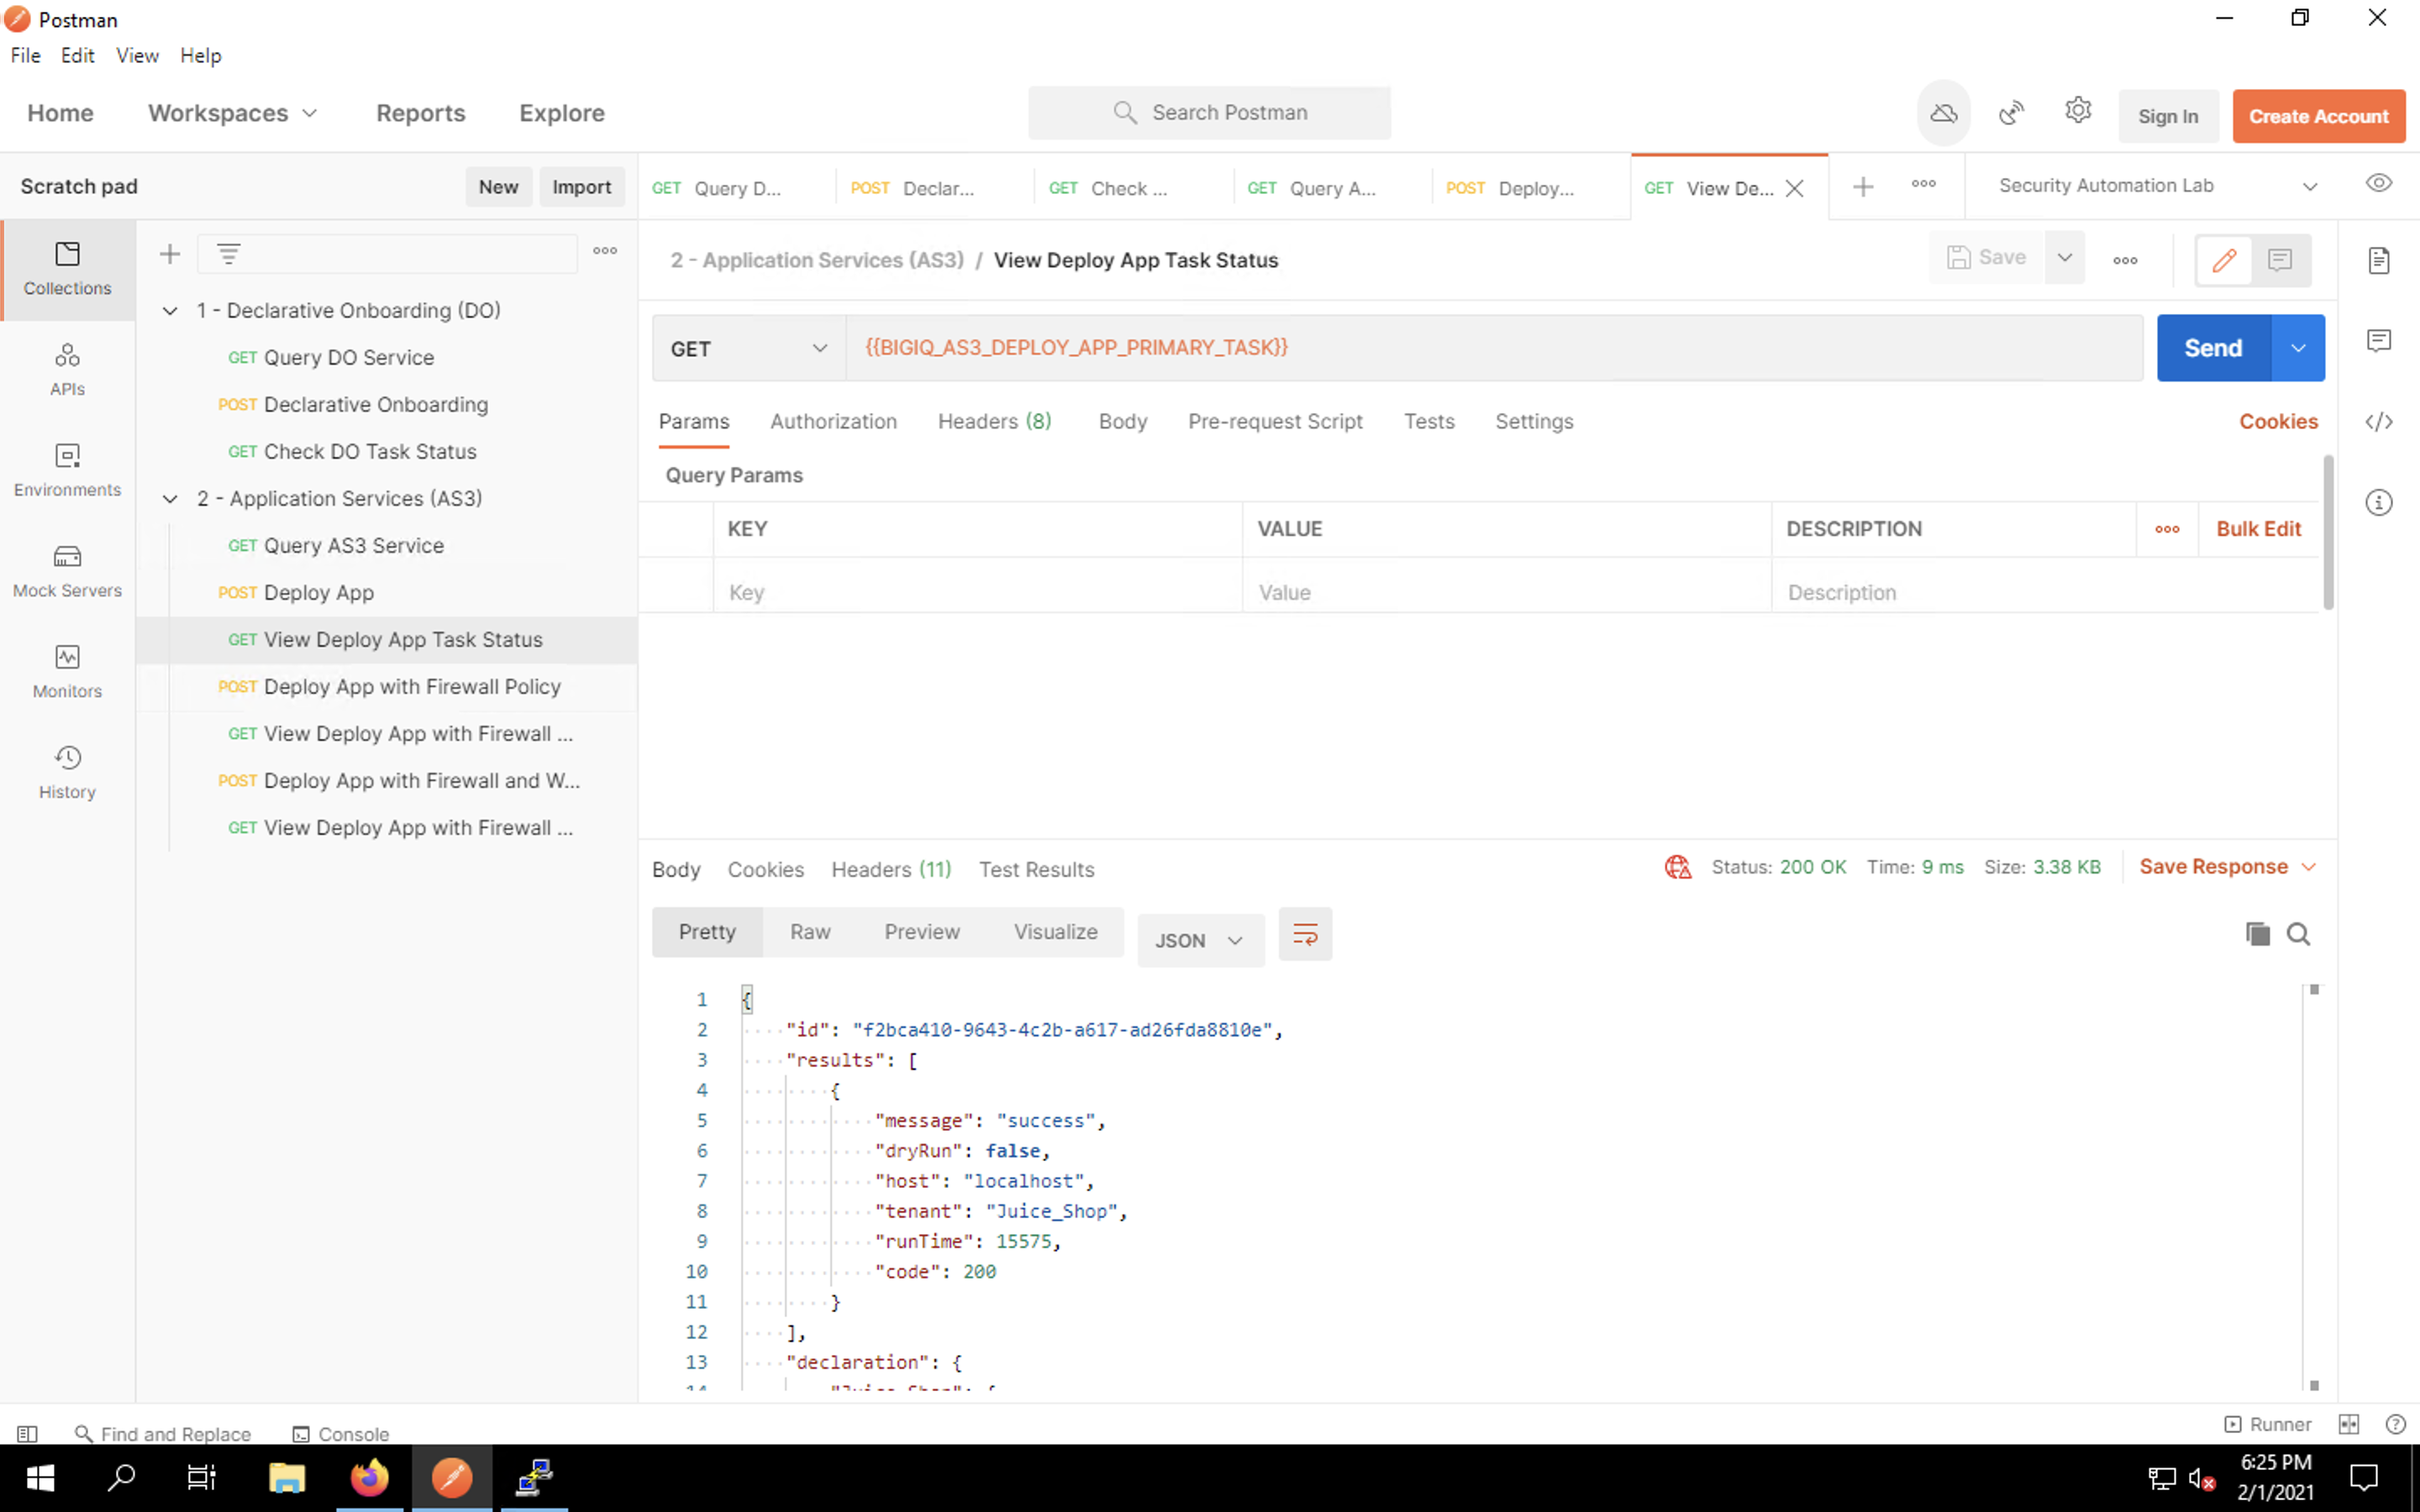 Postman
File Edit View Help
Home Workspaces Reports Explore Search Postman Sign In Create Account
Scratch pad New Import GET Query D... POST Declar... GET Check ... GET Query A... POST Deploy... GET View De... Security Automation Lab
Collections
APIs
Environments
Mock Servers
Monitors
History
1 - Declarative Onboarding (DO)
GET Query DO Service
POST Declarative Onboarding
GET Check DO Task Status
2 - Application Services (AS3)
GET Query AS3 Service
POST Deploy App
GET View Deploy App Task Status
POST Deploy App with Firewall Policy
GET View Deploy App with Firewall ...
POST Deploy App with Firewall and W...
GET View Deploy App with Firewall ...
2 - Application Services (AS3) / View Deploy App Task Status Save
GET {{BIGIQ_AS3_DEPLOY_APP_PRIMARY_TASK}} Send
Params Authorization Headers (8) Body Pre-request Script Tests Settings Cookies
Query Params
KEY VALUE DESCRIPTION Bulk Edit
Key Value Description
Body Cookies Headers (11) Test Results Status: 200 OK Time: 9 ms Size: 3.38 KB Save Response
Pretty Raw Preview Visualize JSON
1 {
2 "id": "f2bca410-9643-4c2b-a617-ad26fda8810e",
3 "results": [
4 {
5 "message": "success",
6 "dryRun": false,
7 "host": "localhost",
8 "tenant": "Juice_Shop",
9 "runTime": 15575,
10 "code": 200
11 }
12 ],
13 "declaration": {
Find and Replace Console Runner
6:25 PM
2/1/2021